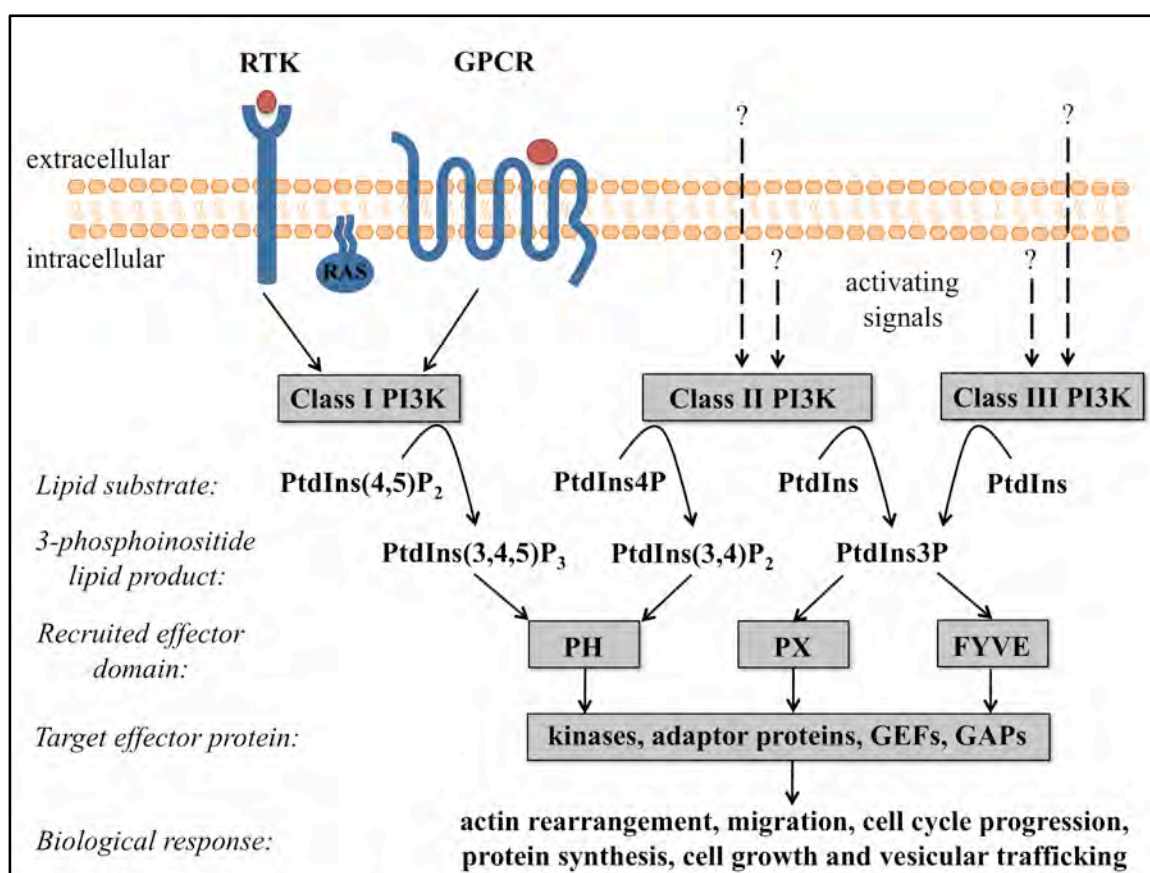 RTK GPCR
? ?
extracellular
intracellular
RAS
? ?
activating
signals
Class I PI3K Class II PI3K Class III PI3K
Lipid substrate: PtdIns(4,5)P₂ PtdIns4P PtdIns PtdIns
3-phosphoinositide
lipid product: PtdIns(3,4,5)P₃ PtdIns(3,4)P₂ PtdIns3P
Recruited effector
domain: PH PX FYVE
Target effector protein: kinases, adaptor proteins, GEFs, GAPs
Biological response: actin rearrangement, migration, cell cycle progression,
protein synthesis, cell growth and vesicular trafficking